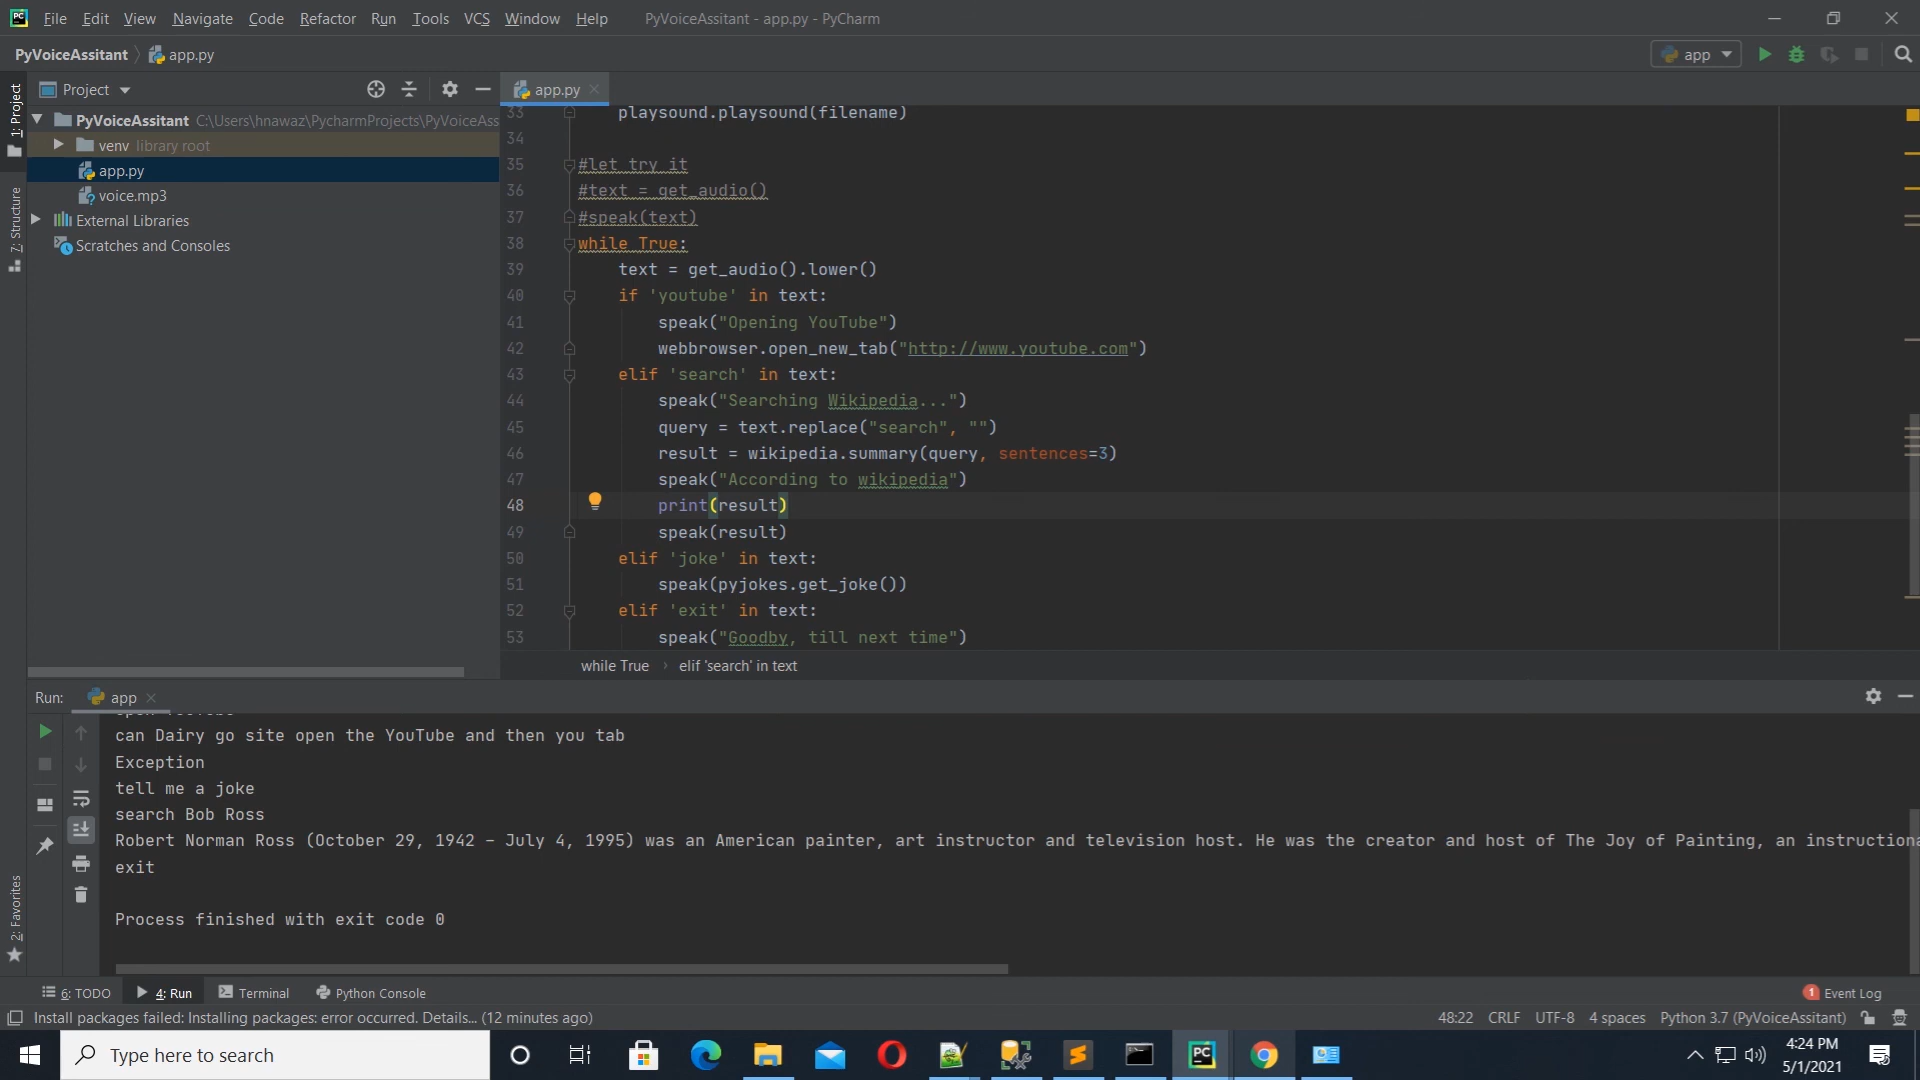 File Edit View Navigate Code Refactor Run Tools VCS Window Help PyVoiceAssitant - app.py - PyCharm
PyVoiceAssitant app.py app
Project app.py
1: Project
7: Structure
2: Favorites
PyVoiceAssitant C:\Users\hnawaz\PycharmProjects\PyVoiceAss
venv library root
app.py
voice.mp3
External Libraries
Scratches and Consoles
33 playsound.playsound(filename)
34
35 #let try it
36 #text = get_audio()
37 #speak(text)
38 while True:
39 text = get_audio().lower()
40 if 'youtube' in text:
41 speak("Opening YouTube")
42 webbrowser.open_new_tab("http://www.youtube.com")
43 elif 'search' in text:
44 speak("Searching Wikipedia...")
45 query = text.replace("search", "")
46 result = wikipedia.summary(query, sentences=3)
47 speak("According to wikipedia")
48 print(result)
49 speak(result)
50 elif 'joke' in text:
51 speak(pyjokes.get_joke())
52 elif 'exit' in text:
53 speak("Goodby, till next time")
while True elif 'search' in text
Run: app
can Dairy go site open the YouTube and then you tab
Exception
tell me a joke
search Bob Ross
Robert Norman Ross (October 29, 1942 – July 4, 1995) was an American painter, art instructor and television host. He was the creator and host of The Joy of Painting, an instructiona
exit
Process finished with exit code 0
6: TODO 4: Run Terminal Python Console 1 Event Log
Install packages failed: Installing packages: error occurred. Details... (12 minutes ago) 48:22 CRLF UTF-8 4 spaces Python 3.7 (PyVoiceAssitant)
Type here to search
4:24 PM
5/1/2021